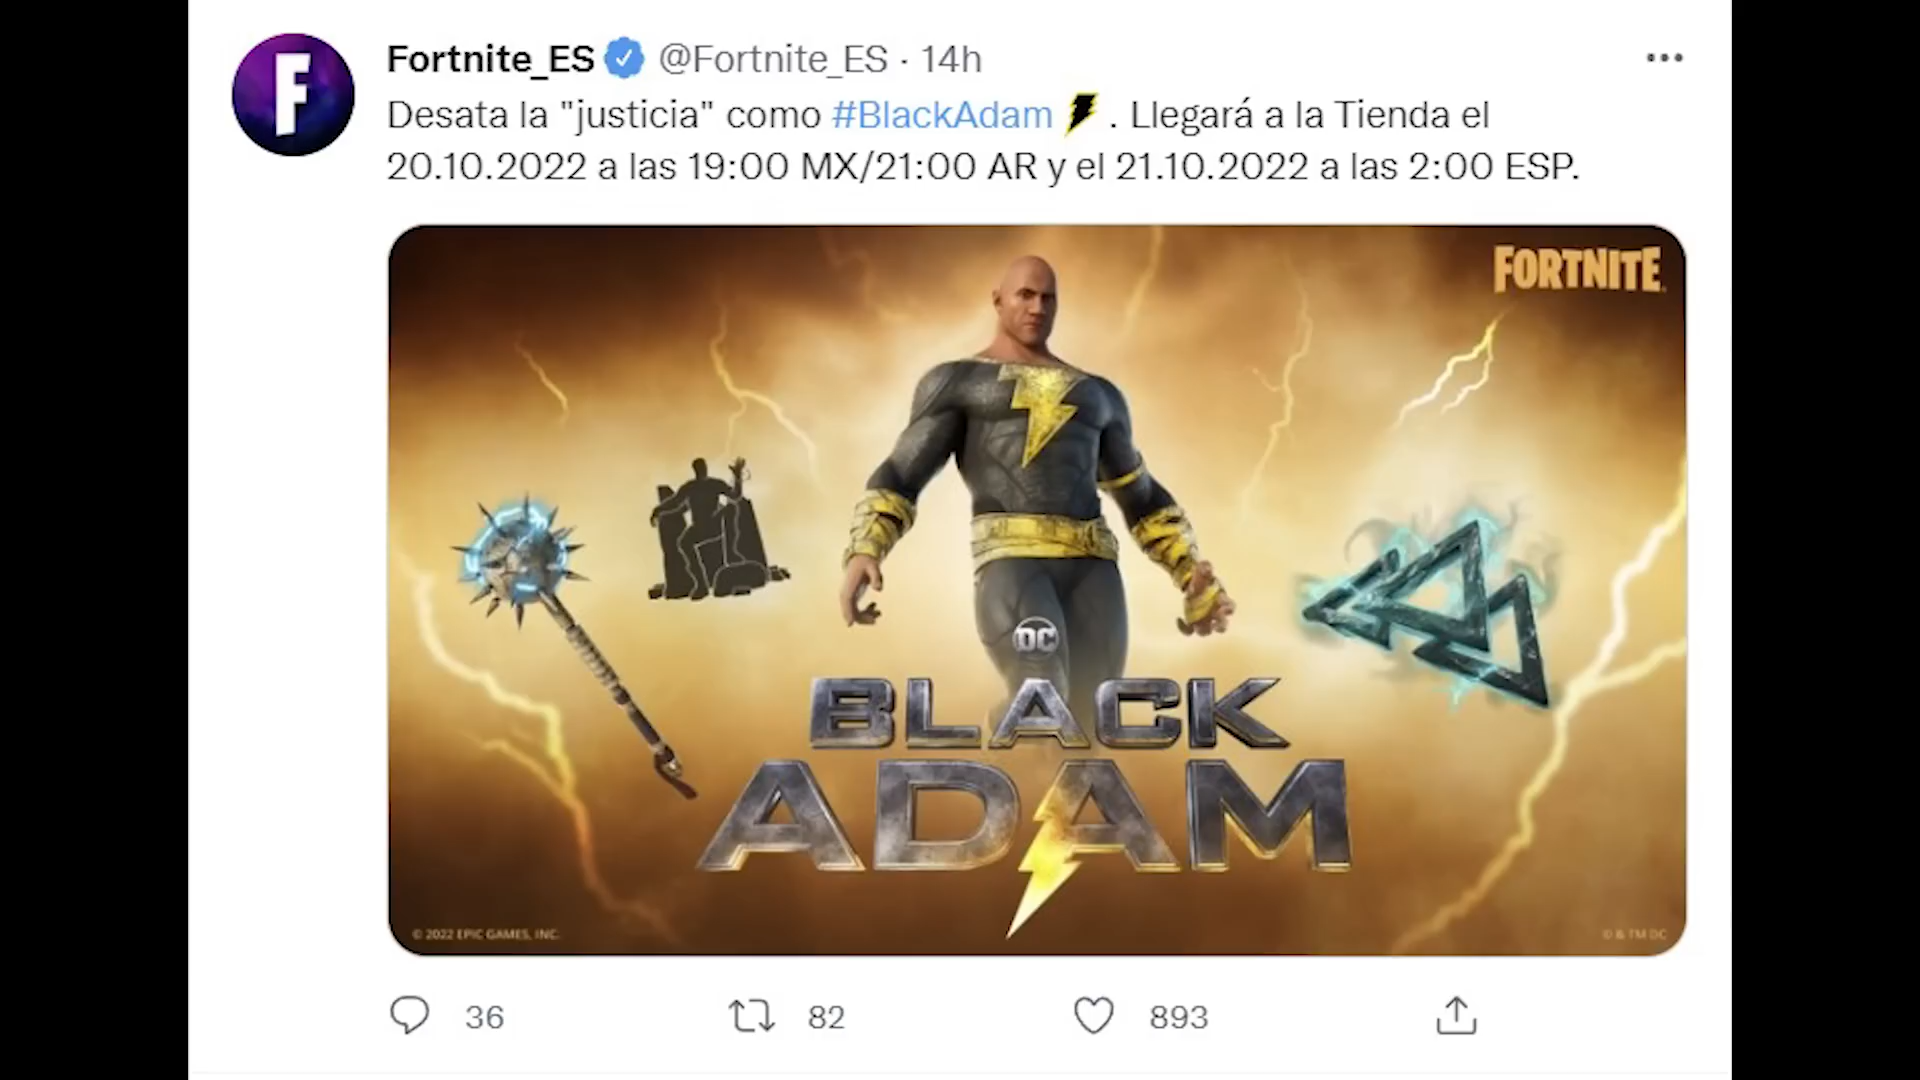 Fortnite_ES @Fortnite_ES · 14h
Desata la "justicia" como #BlackAdam . Llegará a la Tienda el
20.10.2022 a las 19:00 MX/21:00 AR y el 21.10.2022 a las 2:00 ESP.
FORTNITE
DC
BLACK
ADAM
© 2022 EPIC GAMES, INC.
© & TM DC
36 82 893